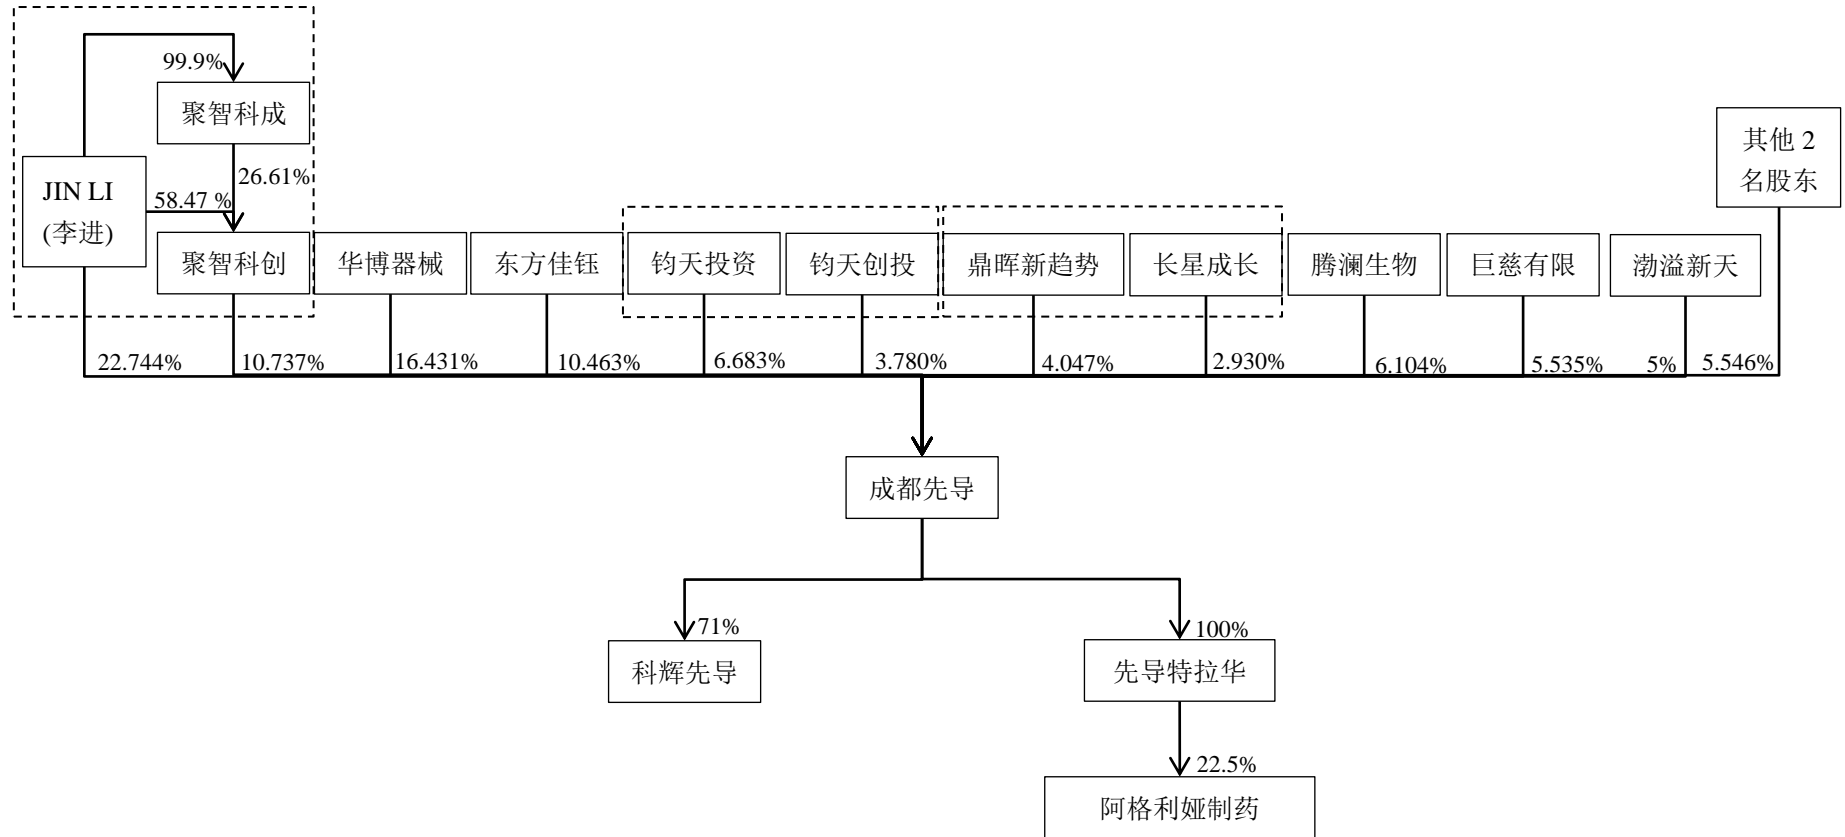 99.9%
聚智科成
26.61%
JIN LI
(李进)
58.47 %
其他 2
名股东
聚智科创
华博器械
东方佳钰
钧天投资
钧天创投
鼎晖新趋势
长星成长
腾澜生物
巨慈有限
渤溢新天
22.744%
10.737%
16.431%
10.463%
6.683%
3.780%
4.047%
2.930%
6.104%
5.535%
5%
5.546%
成都先导
71%
100%
科辉先导
先导特拉华
22.5%
阿格利娅制药